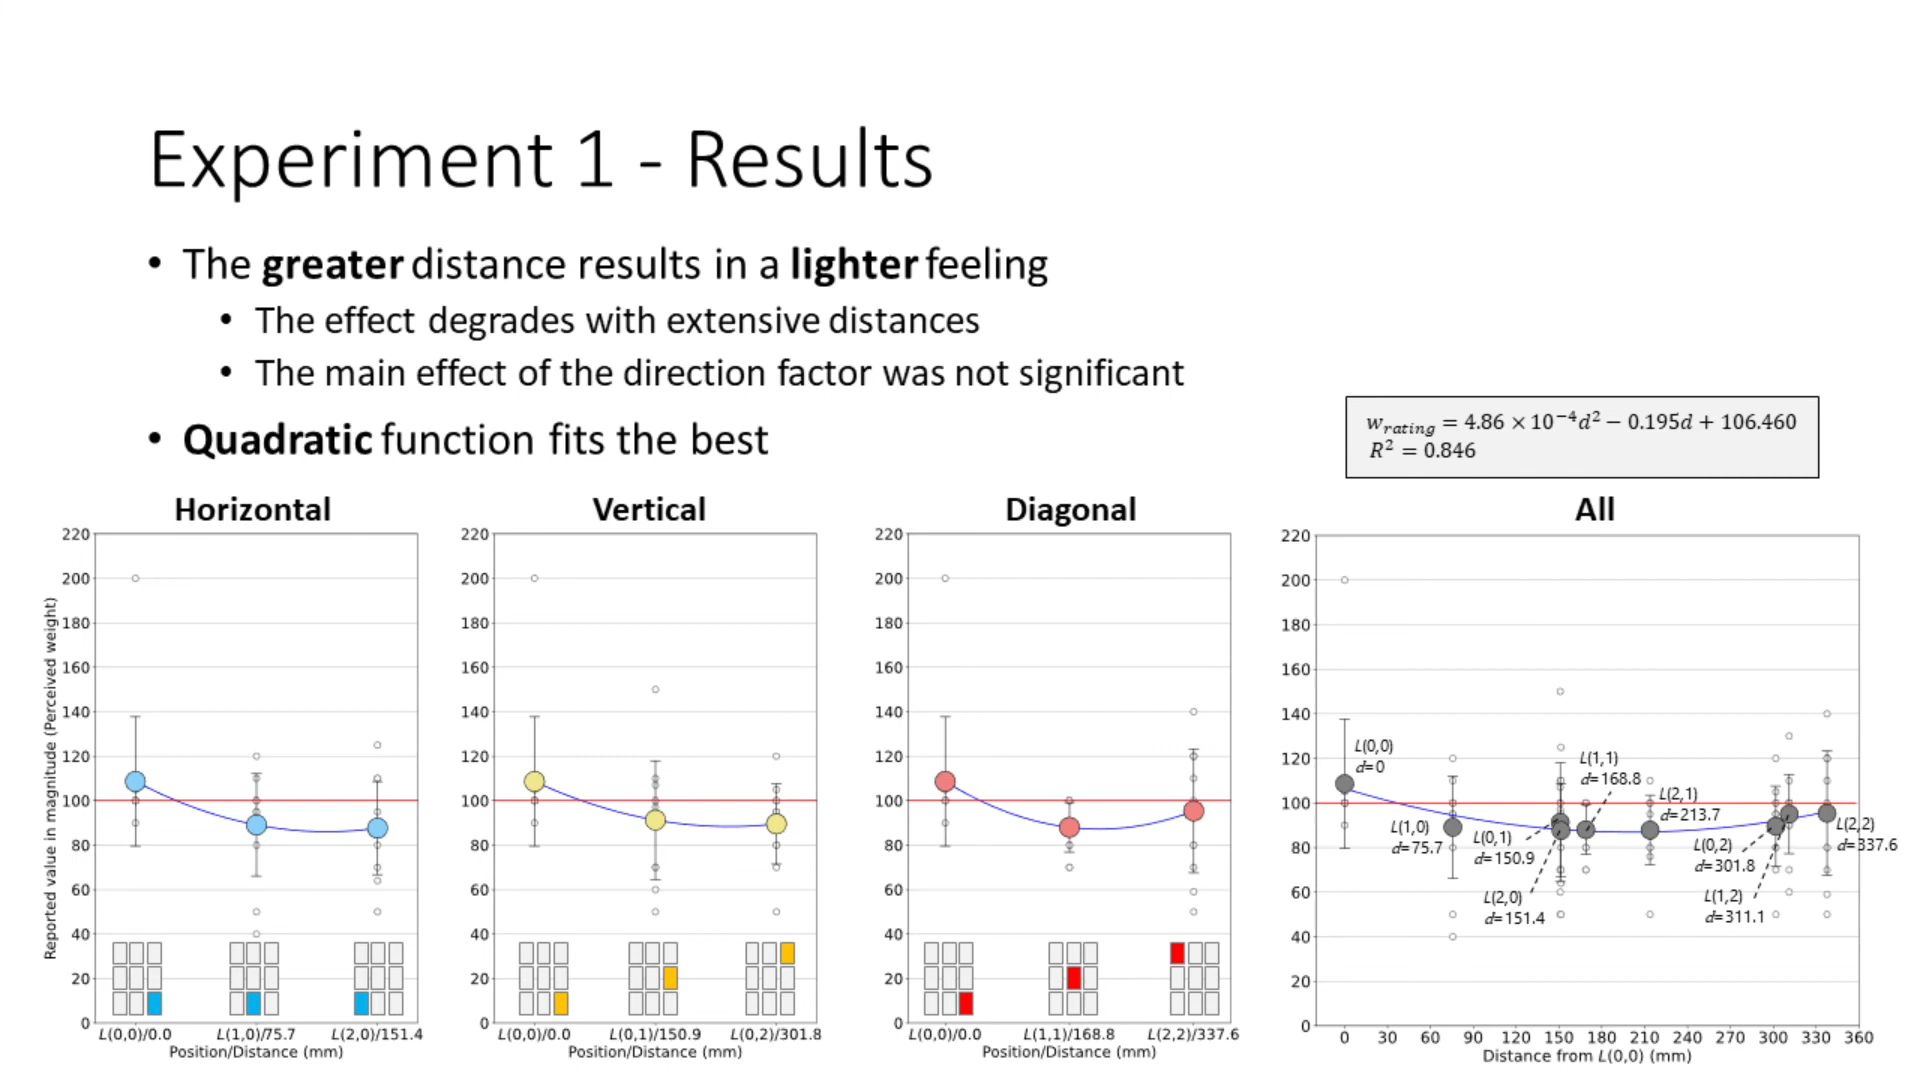 Experiment 1 - Results
• The greater distance results in a lighter feeling
• The effect degrades with extensive distances
• The main effect of the direction factor was not significant
• Quadratic function fits the best
w_rating = 4.86 × 10⁻⁴d² − 0.195d + 106.460
R² = 0.846
Horizontal
Reported value in magnitude (Perceived weight)
220
200
180
160
140
120
100
80
60
40
20
0
L(0,0)/0.0 L(1,0)/75.7 L(2,0)/151.4
Position/Distance (mm)
Vertical
220
200
180
160
140
120
100
80
60
40
20
0
L(0,0)/0.0 L(0,1)/150.9 L(0,2)/301.8
Position/Distance (mm)
Diagonal
220
200
180
160
140
120
100
80
60
40
20
0
L(0,0)/0.0 L(1,1)/168.8 L(2,2)/337.6
Position/Distance (mm)
All
220
200
180
160
140
120
100
80
60
40
20
0
L(0,0)
d=0
L(1,0)
d=75.7
L(0,1)
d=150.9
L(2,0)
d=151.4
L(1,1)
d=168.8
L(2,1)
d=213.7
L(0,2)
d=301.8
L(1,2)
d=311.1
L(2,2)
d=337.6
0 30 60 90 120 150 180 210 240 270 300 330 360
Distance from L(0,0) (mm)